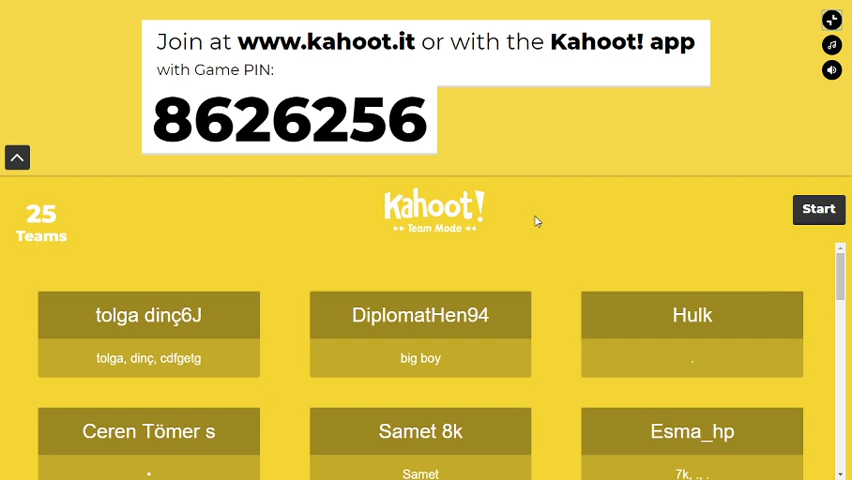 Join at www.kahoot.it or with the Kahoot! app
with Game PIN:
8626256
25
Teams
Kahoot!
Team Mode
Start
tolga dinç6J
DiplomatHen94
Hulk
tolga, dinç, cdfgetg
big boy
.
Ceren Tömer s
Samet 8k
Esma_hp
•
Samet
7k, ., .